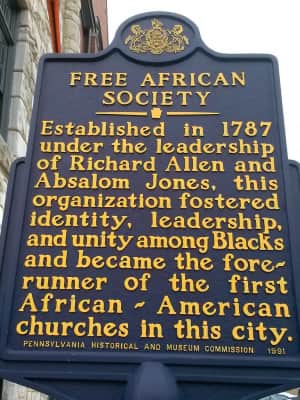 FREE AFRICAN
SOCIETY
Established in 1787
under the leadership
of Richard Allen and
Absalom Jones, this
organization fostered
identity, leadership,
and unity among Blacks
and became the fore-
runner of the first
African - American
churches in this city.
PENNSYLVANIA HISTORICAL AND MUSEUM COMMISSION 1991